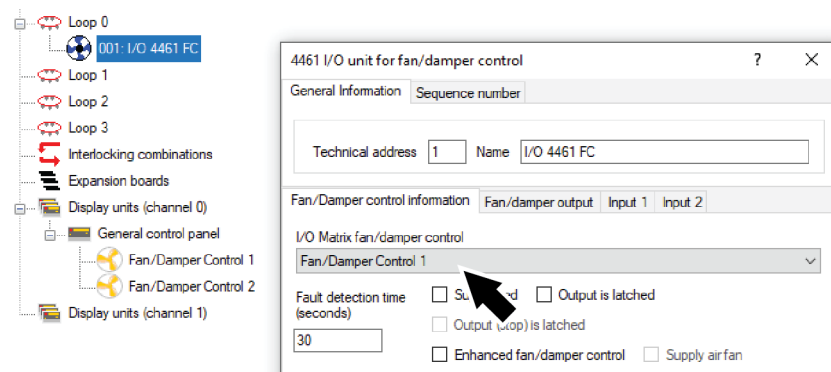 Loop 0
001: I/O 4461 FC
Loop 1
Loop 2
Loop 3
Interlocking combinations
Expansion boards
Display units (channel 0)
General control panel
Fan/Damper Control 1
Fan/Damper Control 2
Display units (channel 1)
4461 I/O unit for fan/damper control ?
General Information Sequence number
Technical address 1 Name I/O 4461 FC
Fan/Damper control information Fan/damper output Input 1 Input 2
I/O Matrix fan/damper control
Fan/Damper Control 1
Fault detection time
(seconds)
30
Output is latched
Output (stop) is latched
Enhanced fan/damper control Supply air fan